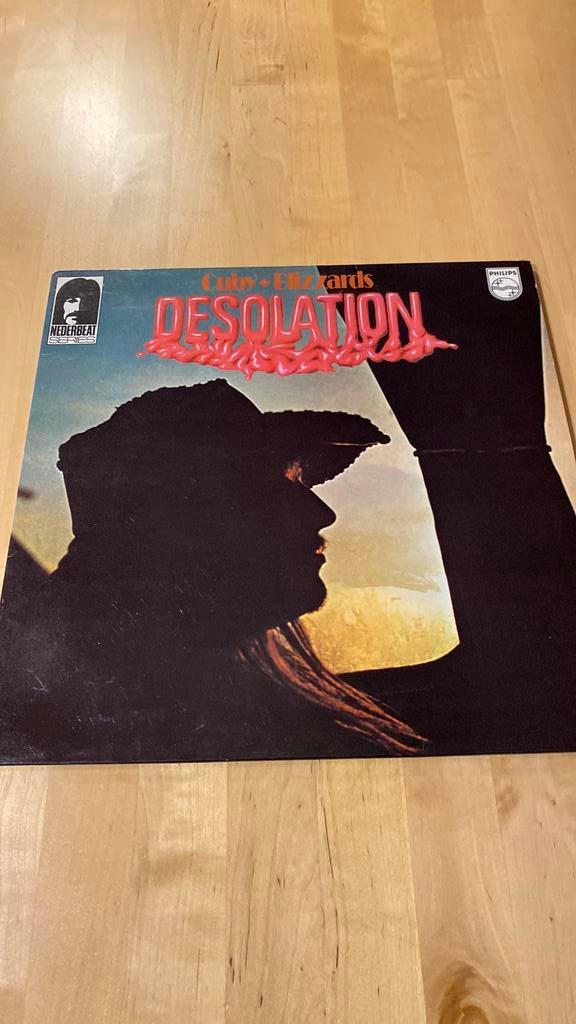 Cuby + Blizzards
DESOLATION
NEDERBEAT
SERIES
PHILIPS